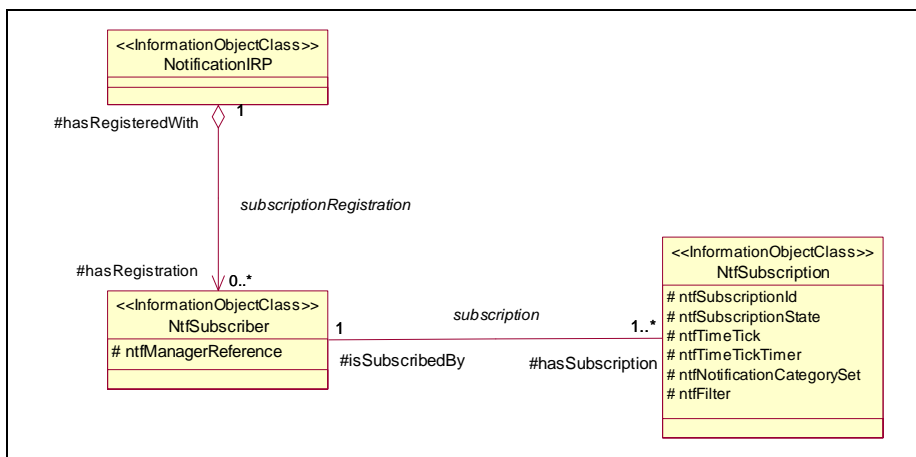 <<InformationObjectClass>>
NotificationIRP
1
#hasRegisteredWith
subscriptionRegistration
#hasRegistration
0..*
<<InformationObjectClass>>
NtfSubscriber
# ntfManagerReference
1
#isSubscribedBy
subscription
1..*
#hasSubscription
<<InformationObjectClass>>
NtfSubscription
# ntfSubscriptionId
# ntfSubscriptionState
# ntfTimeTick
# ntfTimeTickTimer
# ntfNotificationCategorySet
# ntfFilter